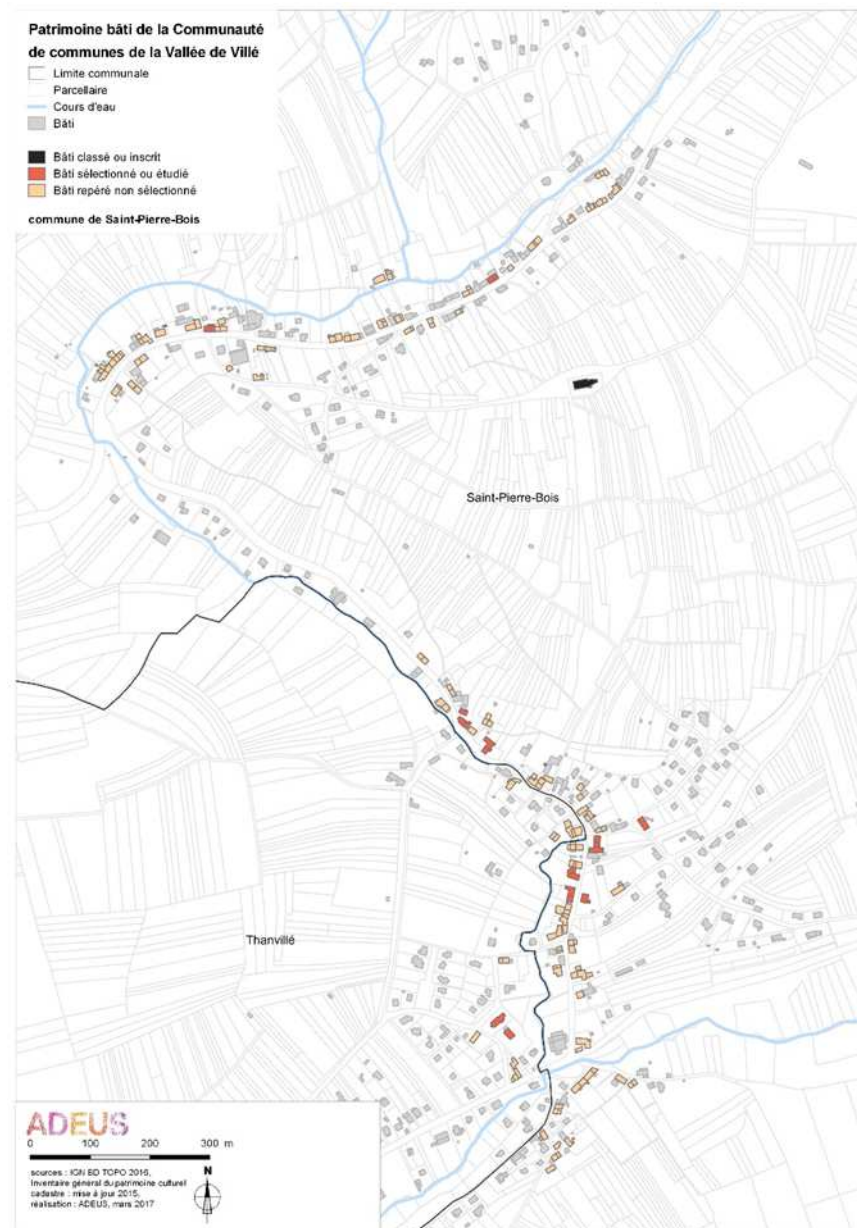 Patrimoine bâti de la Communauté
de communes de la Vallée de Villé
Limite communale
Parcellaire
Cours d'eau
Bâti
Bâti classé ou inscrit
Bâti sélectionné ou étudié
Bâti repéré non sélectionné
commune de Saint-Pierre-Bois
Saint-Pierre-Bois
Thanvillé
ADEUS
0 100 200 300 m
sources : IGN BD TOPO 2016,
Inventaire général du patrimoine culturel
cadastre : mise à jour 2015,
réalisation : ADEUS, mars 2017
N